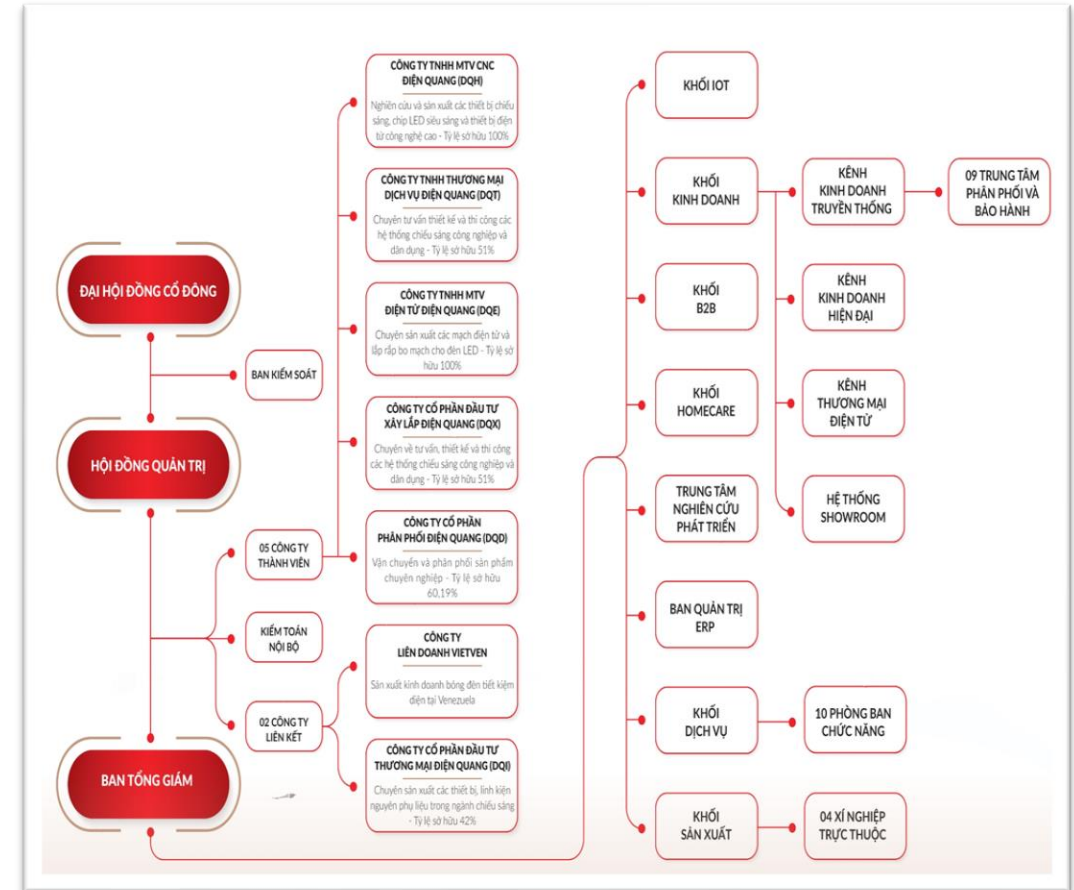 ĐẠI HỘI ĐỒNG CỔ ĐÔNG
BAN KIỂM SOÁT
HỘI ĐỒNG QUẢN TRỊ
05 CÔNG TY
THÀNH VIÊN
KIỂM TOÁN
NỘI BỘ
02 CÔNG TY
LIÊN KẾT
BAN TỔNG GIÁM
CÔNG TY TNHH MTV CNC
ĐIỆN QUANG (DQH)
Nghiên cứu và sản xuất các thiết bị chiếu
sáng, chip LED siêu sáng và thiết bị điện
tử công nghệ cao - Tỷ lệ sở hữu 100%
CÔNG TY TNHH THƯƠNG MẠI
DỊCH VỤ ĐIỆN QUANG (DQT)
Chuyên tư vấn thiết kế và thi công các
hệ thống chiếu sáng công nghiệp và
dân dụng - Tỷ lệ sở hữu 51%
CÔNG TY TNHH MTV
ĐIỆN TỬ ĐIỆN QUANG (DQE)
Chuyên sản xuất các mạch điện tử và
lắp ráp bo mạch cho đèn LED - Tỷ lệ sở
hữu 100%
CÔNG TY CỔ PHẦN ĐẦU TƯ
XÂY LẮP ĐIỆN QUANG (DQX)
Chuyên về tư vấn, thiết kế và thi công
các hệ thống chiếu sáng công nghiệp và
dân dụng - Tỷ lệ sở hữu 51%
CÔNG TY CỔ PHẦN
PHÂN PHỐI ĐIỆN QUANG (DQD)
Vận chuyển và phân phối sản phẩm
chuyên nghiệp - Tỷ lệ sở hữu
60,19%
CÔNG TY
LIÊN DOANH VIETVEN
Sản xuất kinh doanh bóng đèn tiết kiệm
điện tại Venezuela
CÔNG TY CỔ PHẦN ĐẦU TƯ
THƯƠNG MẠI ĐIỆN QUANG (DQI)
Chuyên sản xuất các thiết bị, linh kiện
nguyên phụ liệu trong ngành chiếu sáng
- Tỷ lệ sở hữu 42%
KHỐI IOT
KHỐI
KINH DOANH
KÊNH
KINH DOANH
TRUYỀN THỐNG
09 TRUNG TÂM
PHÂN PHỐI VÀ
BẢO HÀNH
KHỐI
B2B
KÊNH
KINH DOANH
HIỆN ĐẠI
KHỐI
HOMECARE
KÊNH
THƯƠNG MẠI
ĐIỆN TỬ
TRUNG TÂM
NGHIÊN CỨU
PHÁT TRIỂN
HỆ THỐNG
SHOWROOM
BAN QUẢN TRỊ
ERP
KHỐI
DỊCH VỤ
10 PHÒNG BAN
CHỨC NĂNG
KHỐI
SẢN XUẤT
04 XÍ NGHIỆP
TRỰC THUỘC